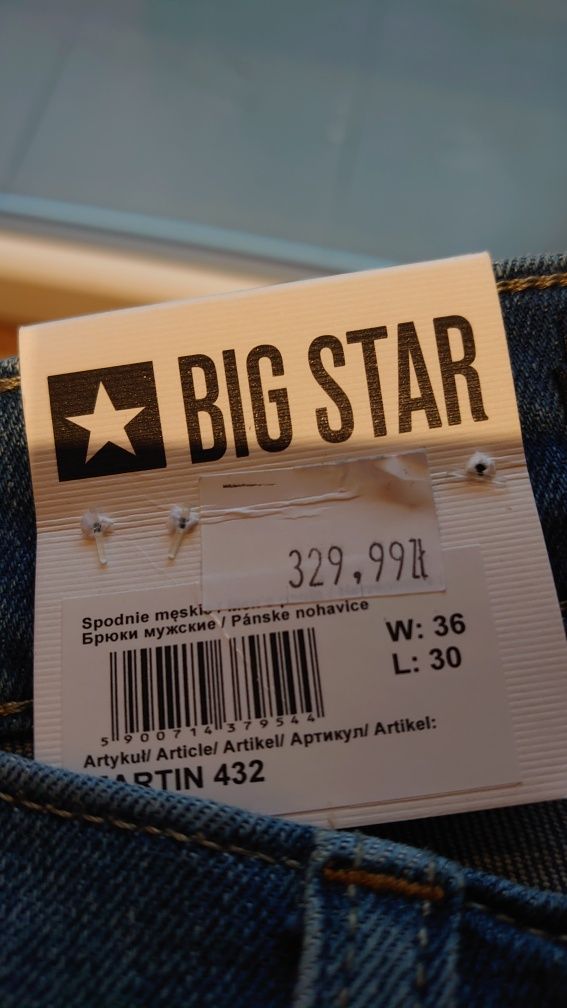 BIG STAR
329,99zł
Spodnie męskie /
Брюки мужские / Pánske nohavice
W: 36
L: 30
5 900714 379544
Artykuł/ Article/ Artikel/ Артикул/ Artikel:
MARTIN 432